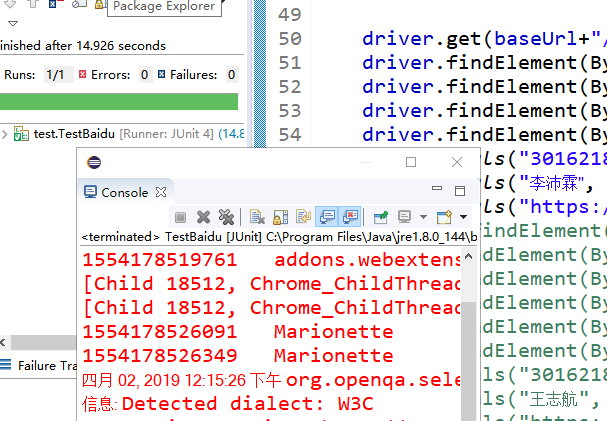 Package Explorer
inished after 14.926 seconds
Runs: 1/1 Errors: 0 Failures: 0
test.TestBaidu [Runner: JUnit 4] (14.8
Failure Tra
49
50 driver.get(baseUrl+"/
51 driver.findElement(By
52 driver.findElement(By
53 driver.findElement(By
54 driver.findElement(By
ls("3016218
ls("李沛霖",
ls("https:/
findElement(
dElement(By
dElement(By
dElement(By
dElement(By
dElement(By
ls("3016218
ls("王志航",
Console
<terminated> TestBaidu [JUnit] C:\Program Files\Java\jre1.8.0_144\b
1554178519761 addons.webextens
[Child 18512, Chrome_ChildThread
[Child 18512, Chrome_ChildThread
1554178526091 Marionette
1554178526349 Marionette
四月 02, 2019 12:15:26 下午 org.openqa.sele
信息: Detected dialect: W3C